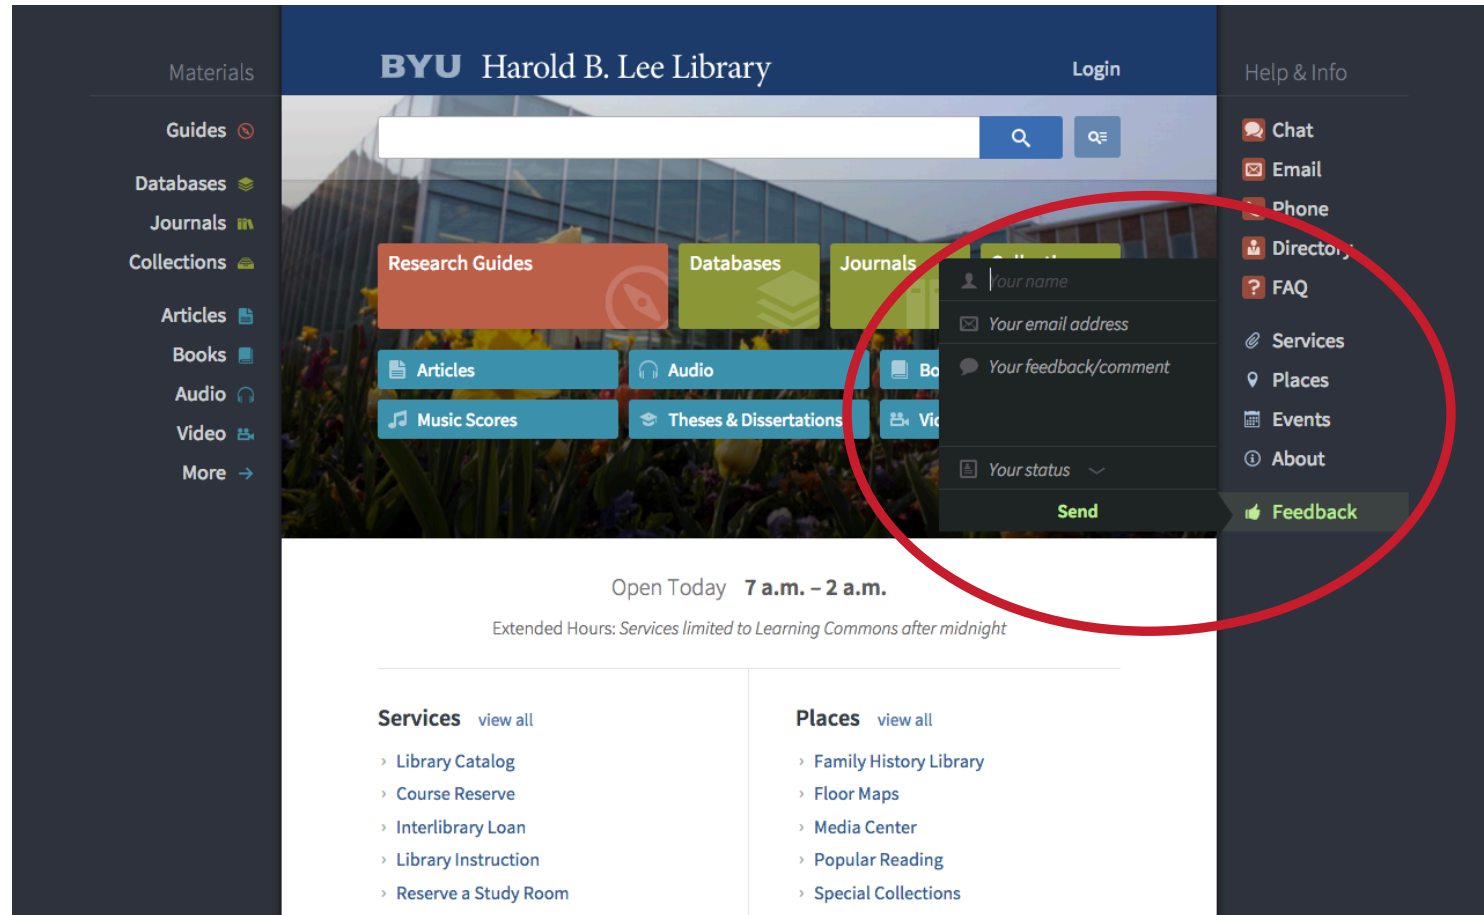 Materials
Guides
Databases
Journals
Collections
Articles
Books
Audio
Video
More
BYU Harold B. Lee Library
Login
Research Guides
Databases
Journals
Articles
Audio
Bo
Music Scores
Theses & Dissertations
Vid
Your name
Your email address
Your feedback/comment
Your status
Send
Help & Info
Chat
Email
Phone
Directory
FAQ
Services
Places
Events
About
Feedback
Open Today 7 a.m. – 2 a.m.
Extended Hours: Services limited to Learning Commons after midnight
Services view all
Library Catalog
Course Reserve
Interlibrary Loan
Library Instruction
Reserve a Study Room
Places view all
Family History Library
Floor Maps
Media Center
Popular Reading
Special Collections